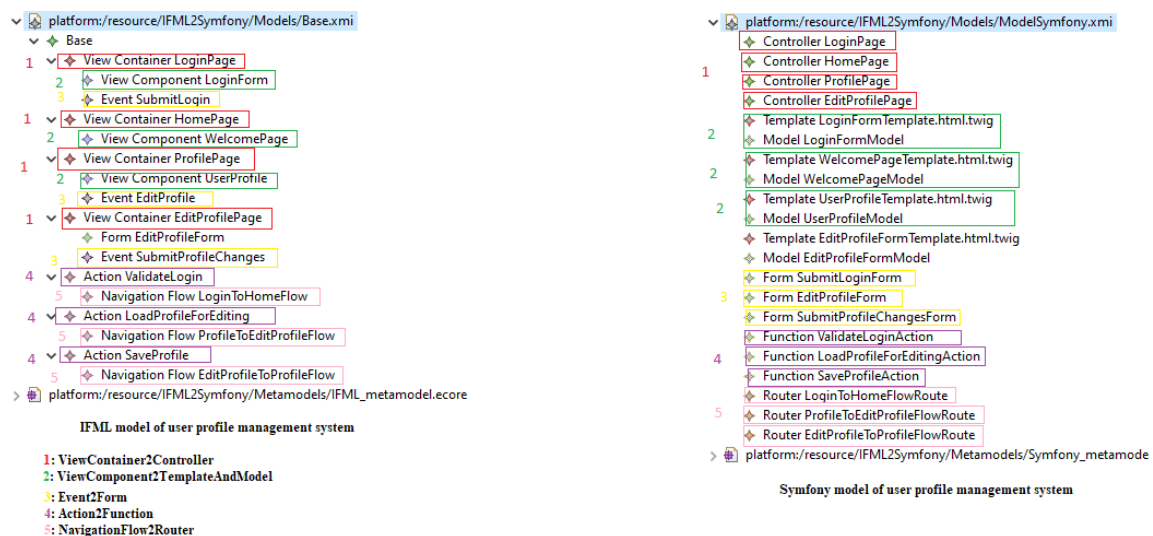 platform:/resource/IFML2Symfony/Models/Base.xmi
Base
1 View Container LoginPage
2 View Component LoginForm
3 Event SubmitLogin
1 View Container HomePage
2 View Component WelcomePage
1 View Container ProfilePage
2 View Component UserProfile
3 Event EditProfile
1 View Container EditProfilePage
Form EditProfileForm
3 Event SubmitProfileChanges
4 Action ValidateLogin
5 Navigation Flow LoginToHomeFlow
4 Action LoadProfileForEditing
5 Navigation Flow ProfileToEditProfileFlow
4 Action SaveProfile
5 Navigation Flow EditProfileToProfileFlow
platform:/resource/IFML2Symfony/Metamodels/IFML_metamodel.ecore
IFML model of user profile management system
1: ViewContainer2Controller
2: ViewComponent2TemplateAndModel
3: Event2Form
4: Action2Function
5: NavigationFlow2Router
platform:/resource/IFML2Symfony/Models/ModelSymfony.xmi
Controller LoginPage
Controller HomePage
1
Controller ProfilePage
Controller EditProfilePage
Template LoginFormTemplate.html.twig
2
Model LoginFormModel
Template WelcomePageTemplate.html.twig
2
Model WelcomePageModel
Template UserProfileTemplate.html.twig
2
Model UserProfileModel
Template EditProfileFormTemplate.html.twig
Model EditProfileFormModel
Form SubmitLoginForm
3 Form EditProfileForm
Form SubmitProfileChangesForm
Function ValidateLoginAction
4 Function LoadProfileForEditingAction
Function SaveProfileAction
Router LoginToHomeFlowRoute
5 Router ProfileToEditProfileFlowRoute
Router EditProfileToProfileFlowRoute
platform:/resource/IFML2Symfony/Metamodels/Symfony_metamode
Symfony model of user profile management system